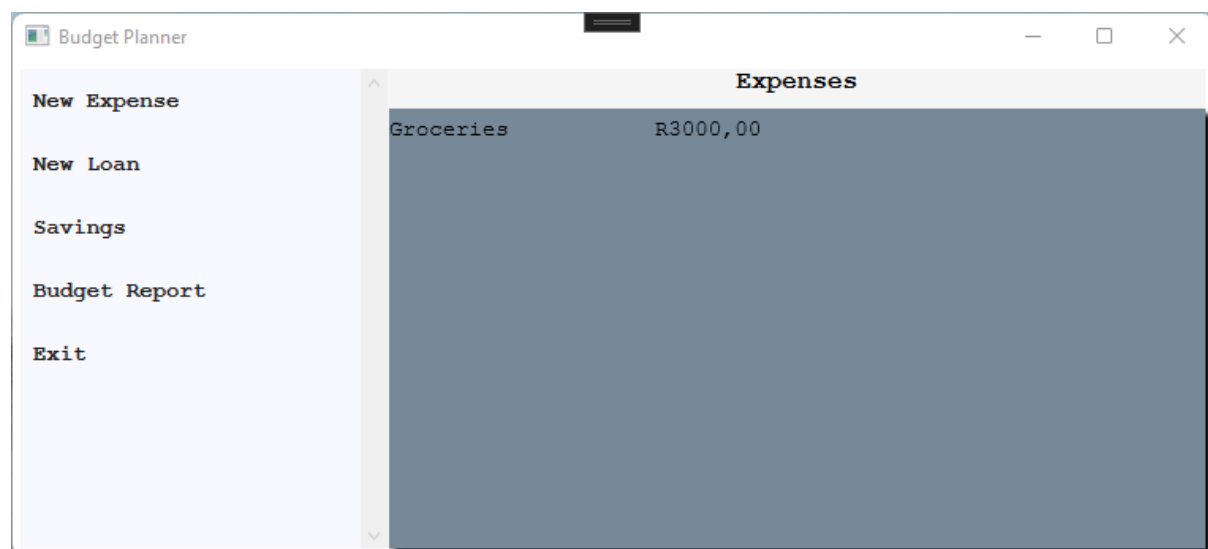 Budget Planner
New Expense
New Loan
Savings
Budget Report
Exit
Expenses
Groceries R3000,00